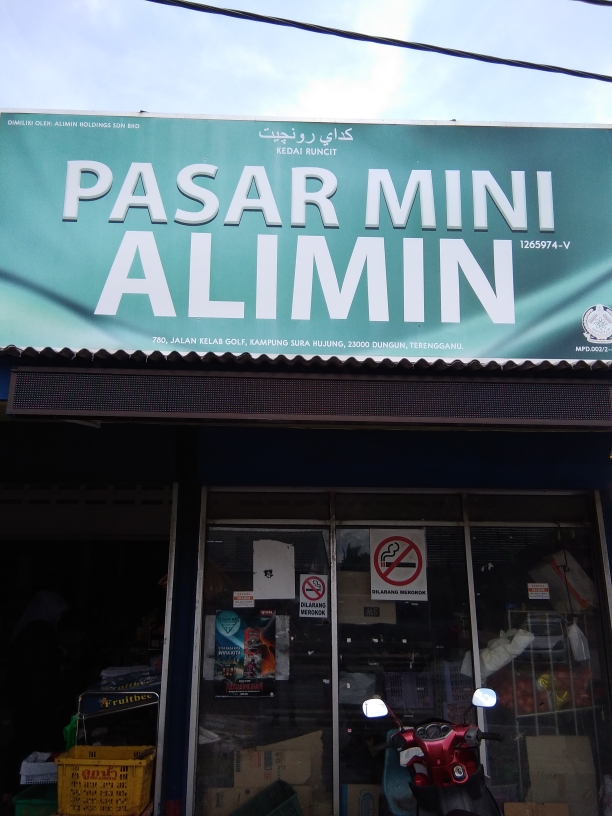 DIMILIKI OLEH: ALIMIN HOLDINGS SDN BHD
كداي رونچيت
KEDAI RUNCIT
PASAR MINI
ALIMIN
1265974-V
780, JALAN KELAB GOLF, KAMPUNG SURA HUJUNG, 23000 DUNGUN, TERENGGANU.
DILARANG MEROKOK
DILARANG
MEROKOK
Fruitbee